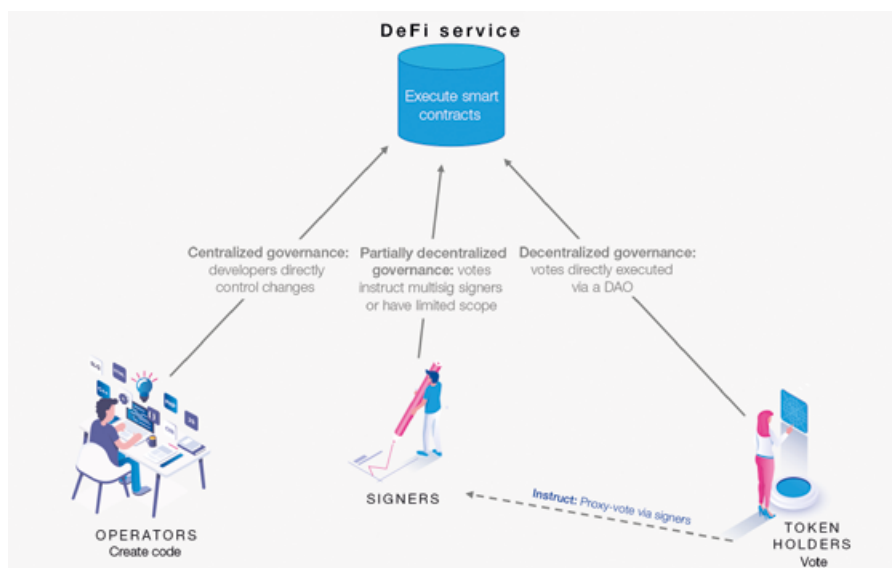 DeFi service
Execute smart
contracts
Centralized governance:
developers directly
control changes
Partially decentralized
governance: votes
instruct multisig signers
or have limited scope
Decentralized governance:
votes directly executed
via a DAO
OPERATORS
Create code
SIGNERS
Instruct: Proxy-vote via signers
TOKEN
HOLDERS
Vote